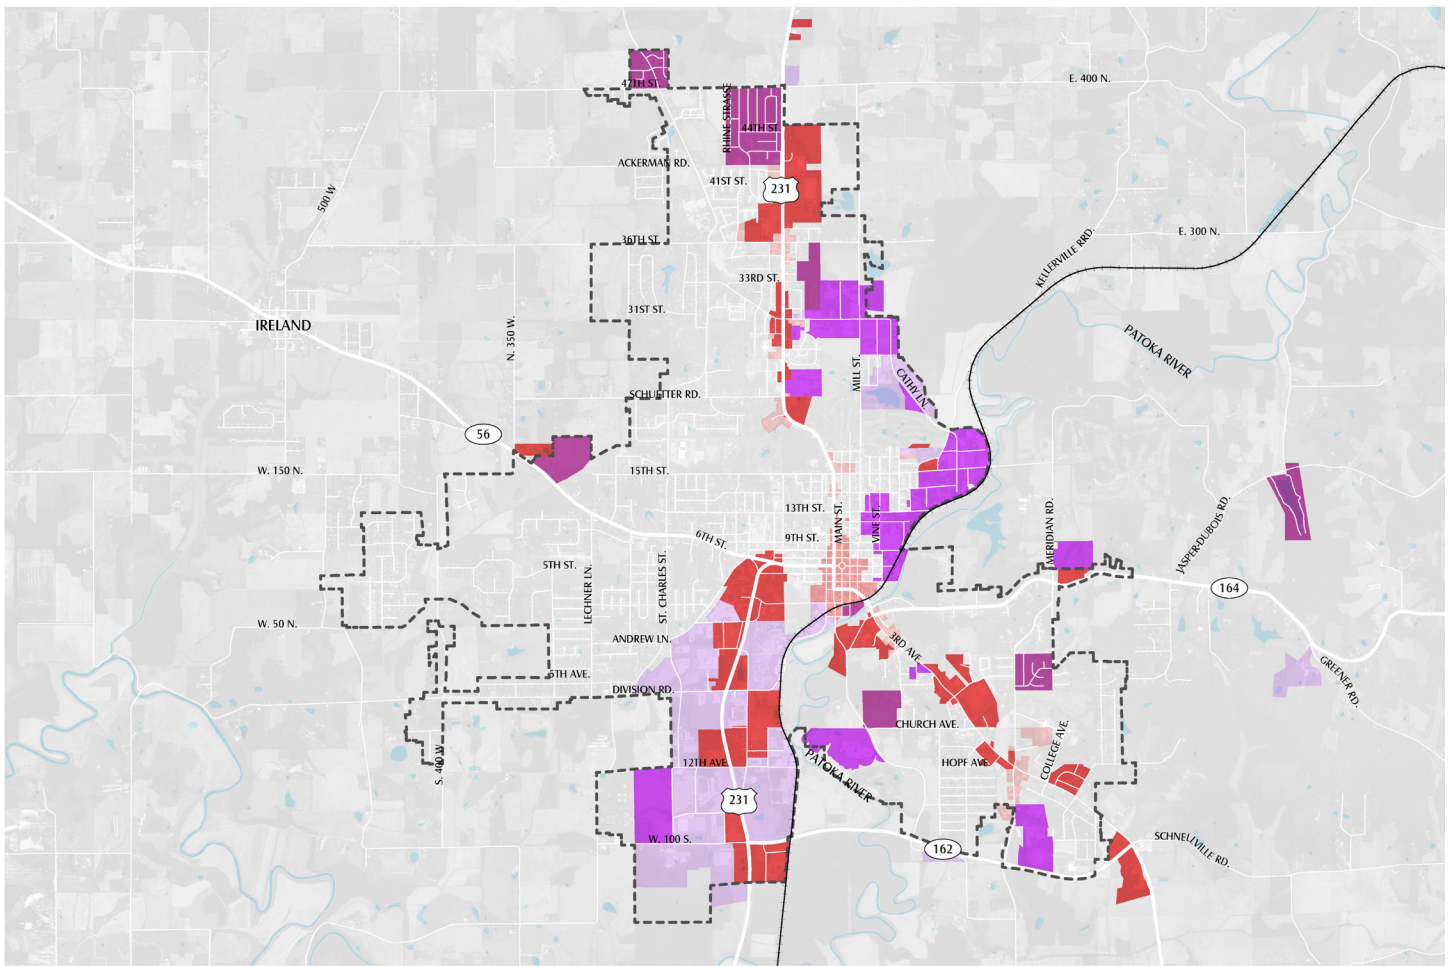 47TH ST.
E. 400 N.
RHINE STRASSE
44TH ST.
ACKERMAN RD.
41ST ST.
231
500 W
36TH ST.
E. 300 N.
KELLERVILLE RRD.
33RD ST.
31ST ST.
IRELAND
N. 350 W.
PATOKA RIVER
MILL ST.
CATHY LN.
SCHUETTER RD.
56
W. 150 N.
15TH ST.
13TH ST.
MAIN ST.
VINE ST.
6TH ST.
9TH ST.
MERIDIAN RD.
JASPER-DUBOIS RD.
5TH ST.
LECHNER LN.
ST. CHARLES ST.
164
W. 50 N.
ANDREW LN.
3RD AVE.
5TH AVE.
GREENER RD.
DIVISION RD.
CHURCH AVE.
COLLEGE AVE.
S. 400 W
12TH AVE.
PATOKA RIVER
HOPF AVE.
231
W. 100 S.
162
SCHNELLVILLE RD.